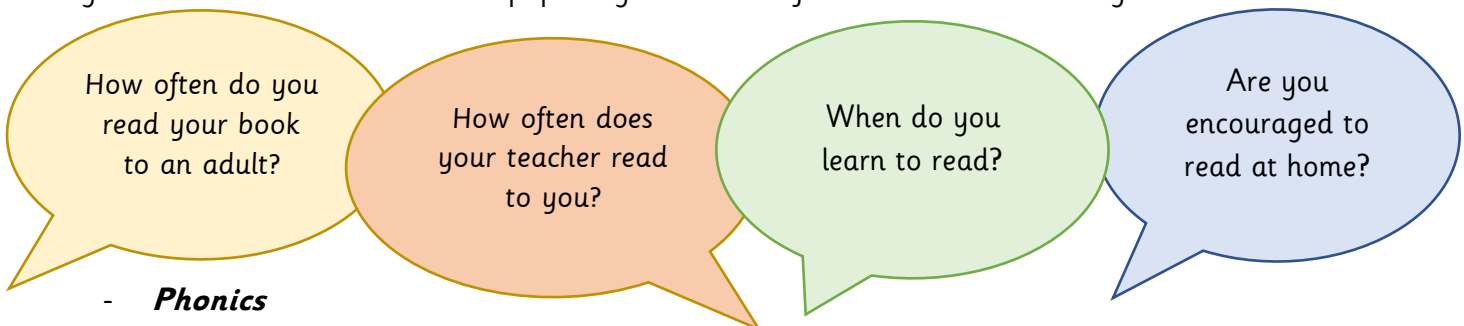 How often do you
read your book
to an adult?
How often does
your teacher read
to you?
When do you
learn to read?
Are you
encouraged to
read at home?
- Phonics